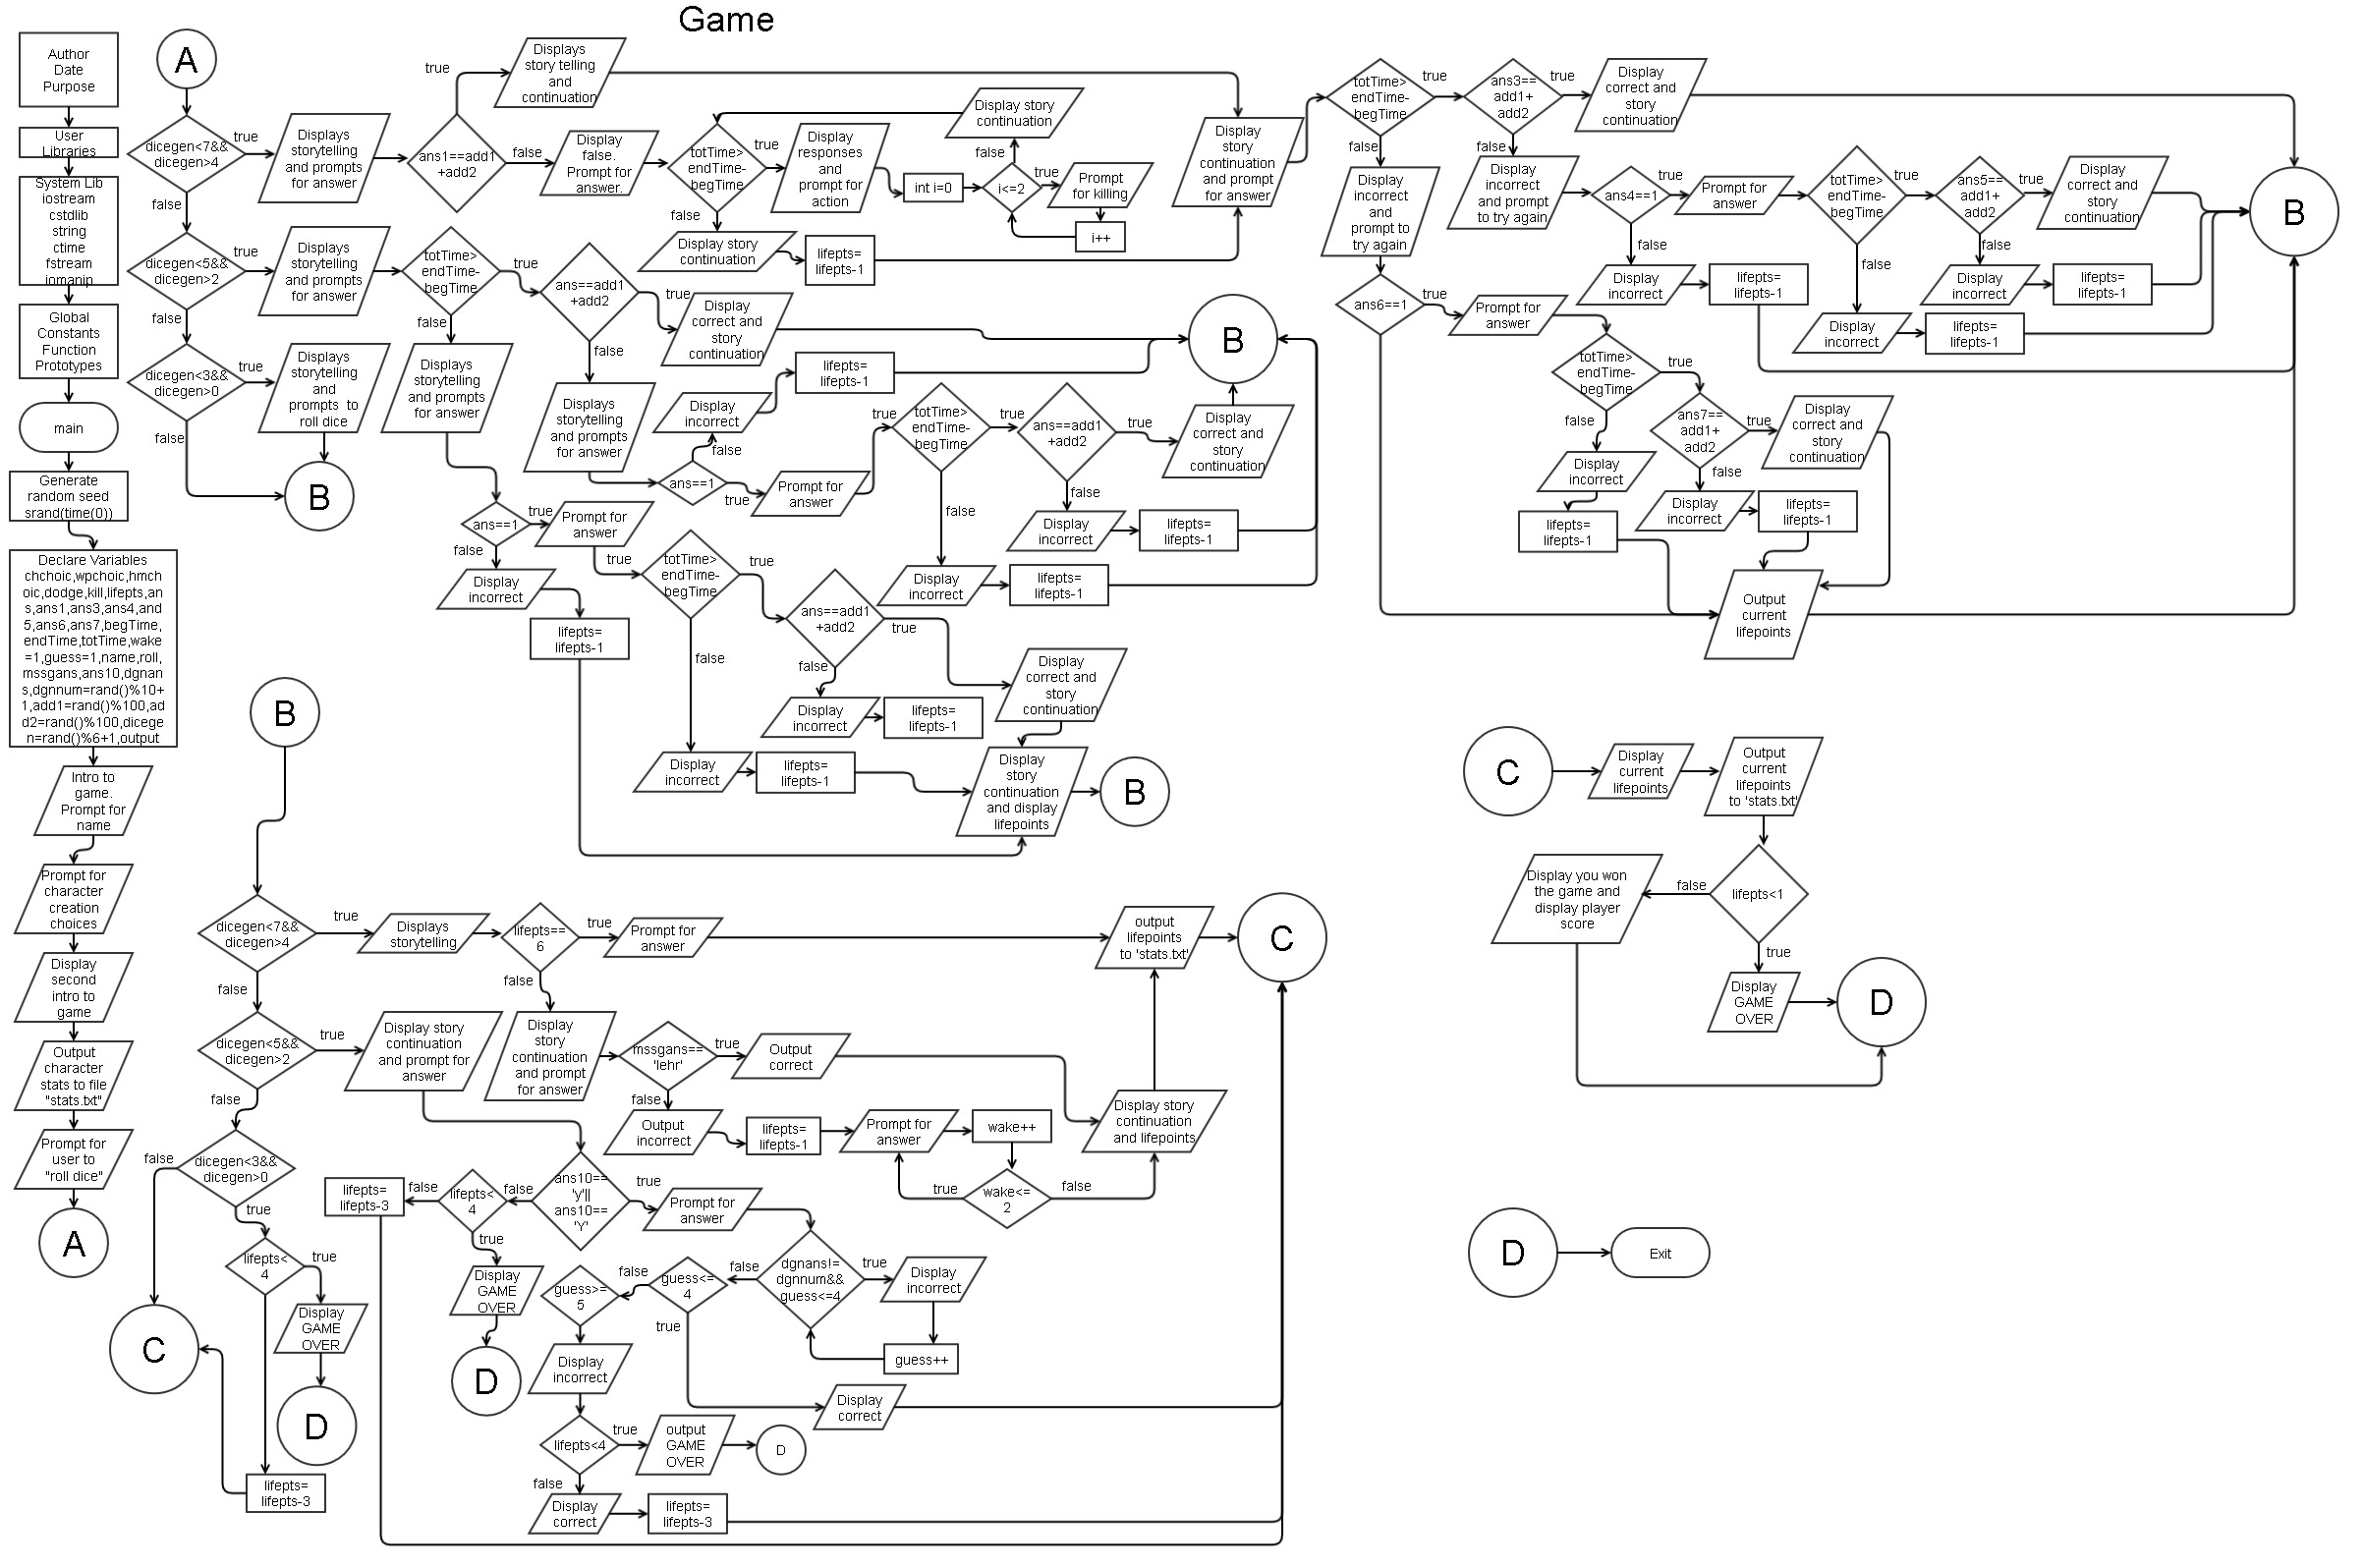 Game
Author
Date
Purpose
User
Libraries
System Lib
iostream
cstdlib
string
ctime
fstream
iomanip
Global
Constants
Function
Prototypes
main
Generate
random seed
srand(time(0))
Declare Variables
chchoic,wpchoic,hmch
oic,dodge,kill,lifepts,an
s,ans1,ans3,ans4,and
5,ans6,ans7,begTime,
endTime,totTime,wake
=1,guess=1,name,roll,
mssgans,ans10,dgnan
s,dgnnum=rand()%10+
1,add1=rand()%100,ad
d2=rand()%100,dicege
n=rand()%6+1,output
Intro to
game.
Prompt for
name
Prompt for
character
creation
choices
Display
second
intro to
game
Output
character
stats to file
"stats.txt"
Prompt for
user to
"roll dice"
A
A
dicegen<7&&
dicegen>4
true
false
Displays
storytelling
and prompts
for answer
ans1==add1
+add2
true
Displays
story telling
and
continuation
false
Display
false.
Prompt for
answer.
totTime>
endTime-
begTime
true
Display
responses
and
prompt for
action
int i=0
i<=2
true
Prompt
for killing
i++
false
Display story
continuation
false
Display story
continuation
lifepts=
lifepts-1
Display
story
continuation
and prompt
for answer
dicegen<5&&
dicegen>2
true
false
Displays
storytelling
and prompts
for answer
totTime>
endTime-
begTime
true
ans==add1
+add2
true
Display
correct and
story
continuation
B
false
Displays
storytelling
and prompts
for answer
ans==1
false
Display
incorrect
lifepts=
lifepts-1
true
Prompt for
answer
true
totTime>
endTime-
begTime
true
ans==add1
+add2
true
Display
correct and
story
continuation
false
Display
incorrect
lifepts=
lifepts-1
false
Display
incorrect
lifepts=
lifepts-1
false
Displays
storytelling
and prompts
for answer
ans==1
true
Prompt for
answer
false
Display
incorrect
lifepts=
lifepts-1
true
totTime>
endTime-
begTime
true
ans==add1
+add2
true
Display
correct and
story
continuation
false
Display
incorrect
lifepts=
lifepts-1
false
Display
incorrect
lifepts=
lifepts-1
Display
story
continuation
and display
lifepoints
B
dicegen<3&&
dicegen>0
true
false
Displays
storytelling
and
prompts to
roll dice
B
totTime>
endTime-
begTime
true
ans3==
add1+
add2
true
Display
correct and
story
continuation
B
false
Display
incorrect
and prompt
to try again
ans4==1
true
Prompt for
answer
totTime>
endTime-
begTime
true
ans5==
add1+
add2
true
Display
correct and
story
continuation
false
Display
incorrect
lifepts=
lifepts-1
false
Display
incorrect
lifepts=
lifepts-1
false
Display
incorrect
lifepts=
lifepts-1
false
Display
incorrect
and
prompt to
try again
ans6==1
true
Prompt for
answer
totTime>
endTime-
begTime
true
ans7==
add1+
add2
true
Display
correct and
story
continuation
false
Display
incorrect
lifepts=
lifepts-1
false
Display
incorrect
lifepts=
lifepts-1
Output
current
lifepoints
B
dicegen<7&&
dicegen>4
true
false
Displays
storytelling
lifepts==
6
true
Prompt for
answer
output
lifepoints
to 'stats.txt'
C
false
Display
story
continuation
and prompt
for answer
mssgans==
'lehr'
true
Output
correct
false
Output
incorrect
lifepts=
lifepts-1
Prompt for
answer
wake++
wake<=
2
true
false
Display story
continuation
and lifepoints
dicegen<5&&
dicegen>2
true
false
Display story
continuation
and prompt for
answer
ans10==
'y'||
ans10==
'Y'
false
lifepts<
4
false
lifepts=
lifepts-3
true
Display
GAME
OVER
D
true
Prompt for
answer
dgnans!=
dgnnum&&
guess<=4
true
Display
incorrect
guess++
false
guess<=
4
true
Display
correct
false
guess>=
5
Display
incorrect
lifepts<4
true
output
GAME
OVER
D
false
Display
correct
lifepts=
lifepts-3
dicegen<3&&
dicegen>0
false
C
true
lifepts<
4
true
Display
GAME
OVER
D
lifepts=
lifepts-3
C
Display
current
lifepoints
Output
current
lifepoints
to 'stats.txt'
lifepts<1
false
Display you won
the game and
display player
score
true
Display
GAME
OVER
D
D
Exit